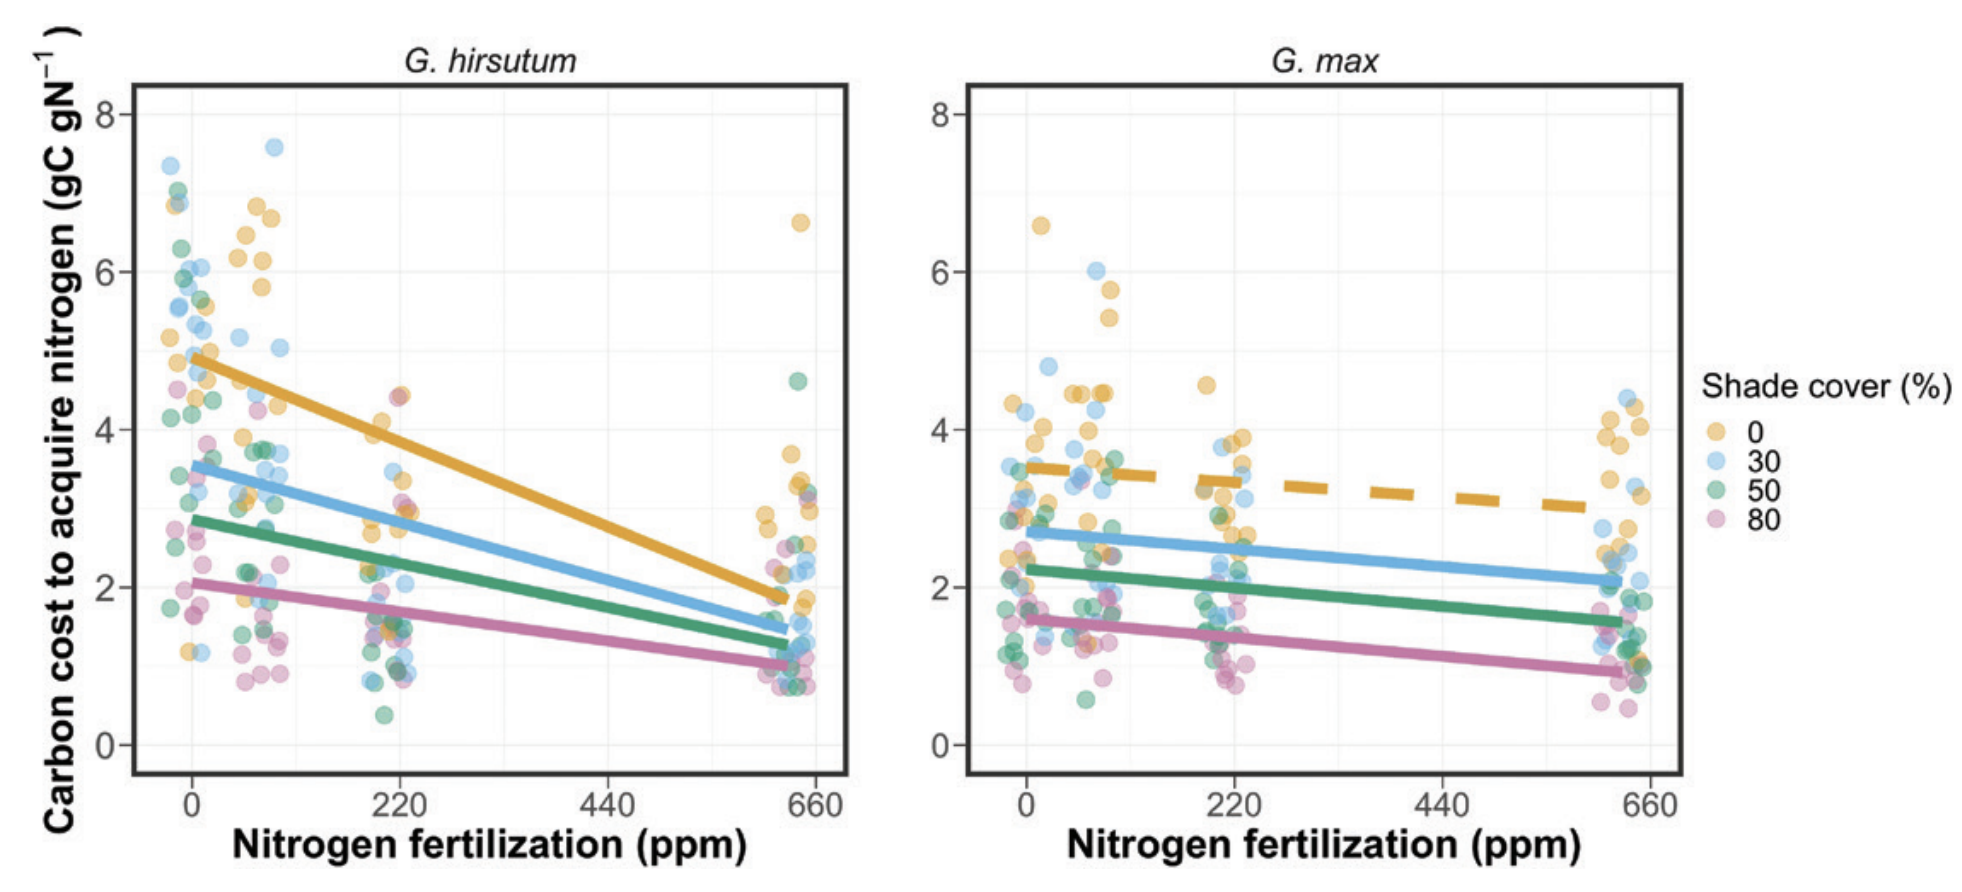 Carbon cost to acquire nitrogen (gC gN⁻¹ )
G. hirsutum
8
6
4
2
0
0 220 440 660
Nitrogen fertilization (ppm)
G. max
8
6
4
2
0
0 220 440 660
Nitrogen fertilization (ppm)
Shade cover (%)
0
30
50
80